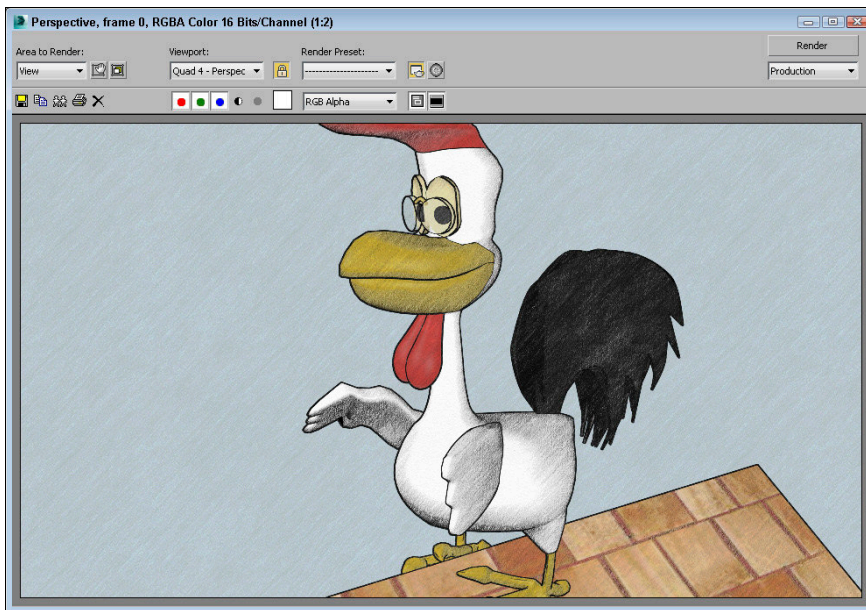 Perspective, frame 0, RGBA Color 16 Bits/Channel (1:2)
Area to Render:
Viewport:
Render Preset:
Render
View
Quad 4 - Perspec
--------------------
Production
RGB Alpha